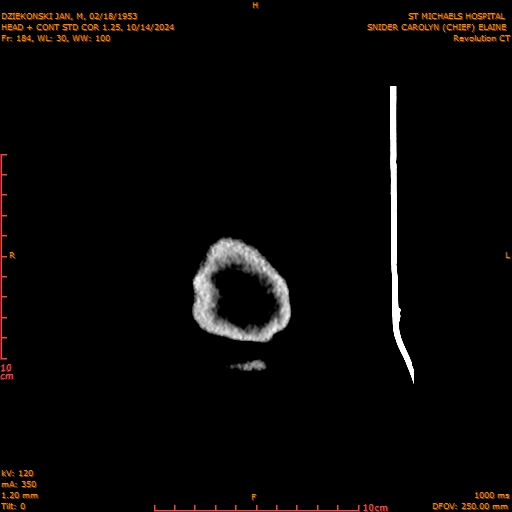 H
DZIEKONSKI JAN, M, 02/18/1953
HEAD + CONT STD COR 1.25, 10/14/2024
Fr: 184, WL: 30, WW: 100
ST MICHAELS HOSPITAL
SNIDER CAROLYN (CHIEF) ELAINE
Revolution CT
R
L
10
cm
kV: 120
mA: 350
1.20 mm
Tilt: 0
F
10cm
1000 ms
DFOV: 250.00 mm